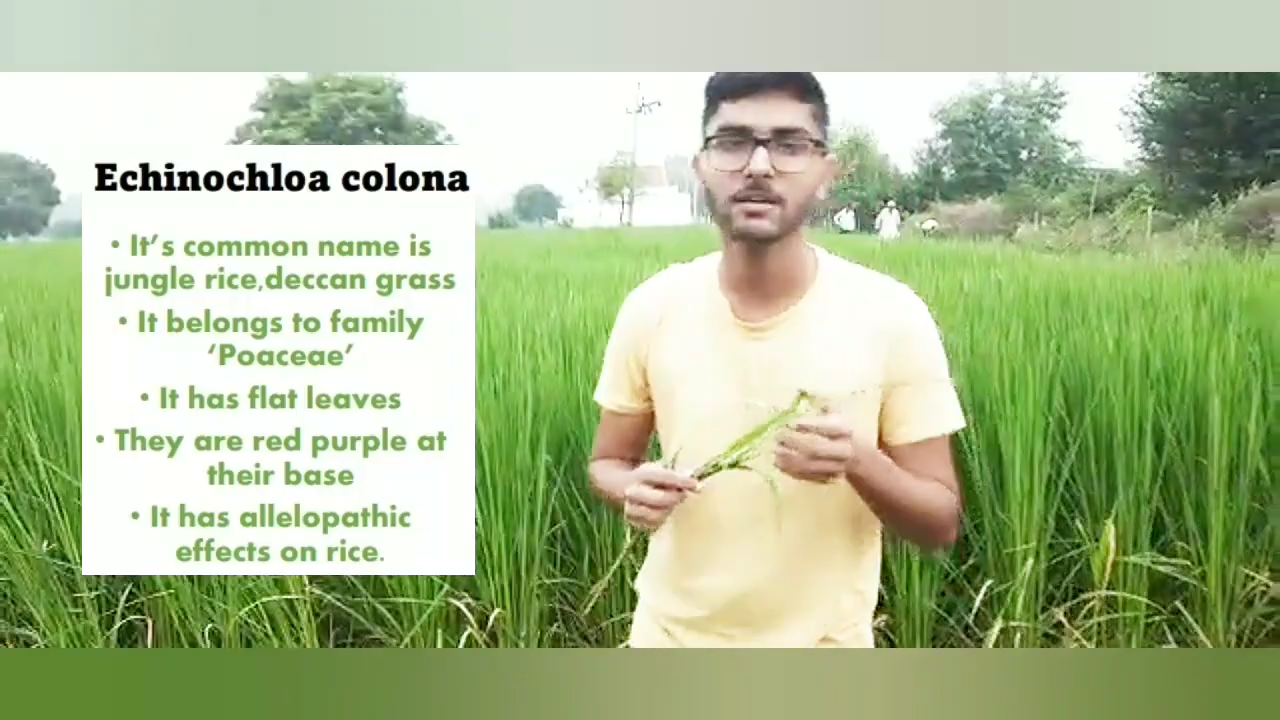 Echinochloa colona
• It's common name is
jungle rice,deccan grass
• It belongs to family
‘Poaceae’
• It has flat leaves
• They are red purple at
their base
• It has allelopathic
effects on rice.